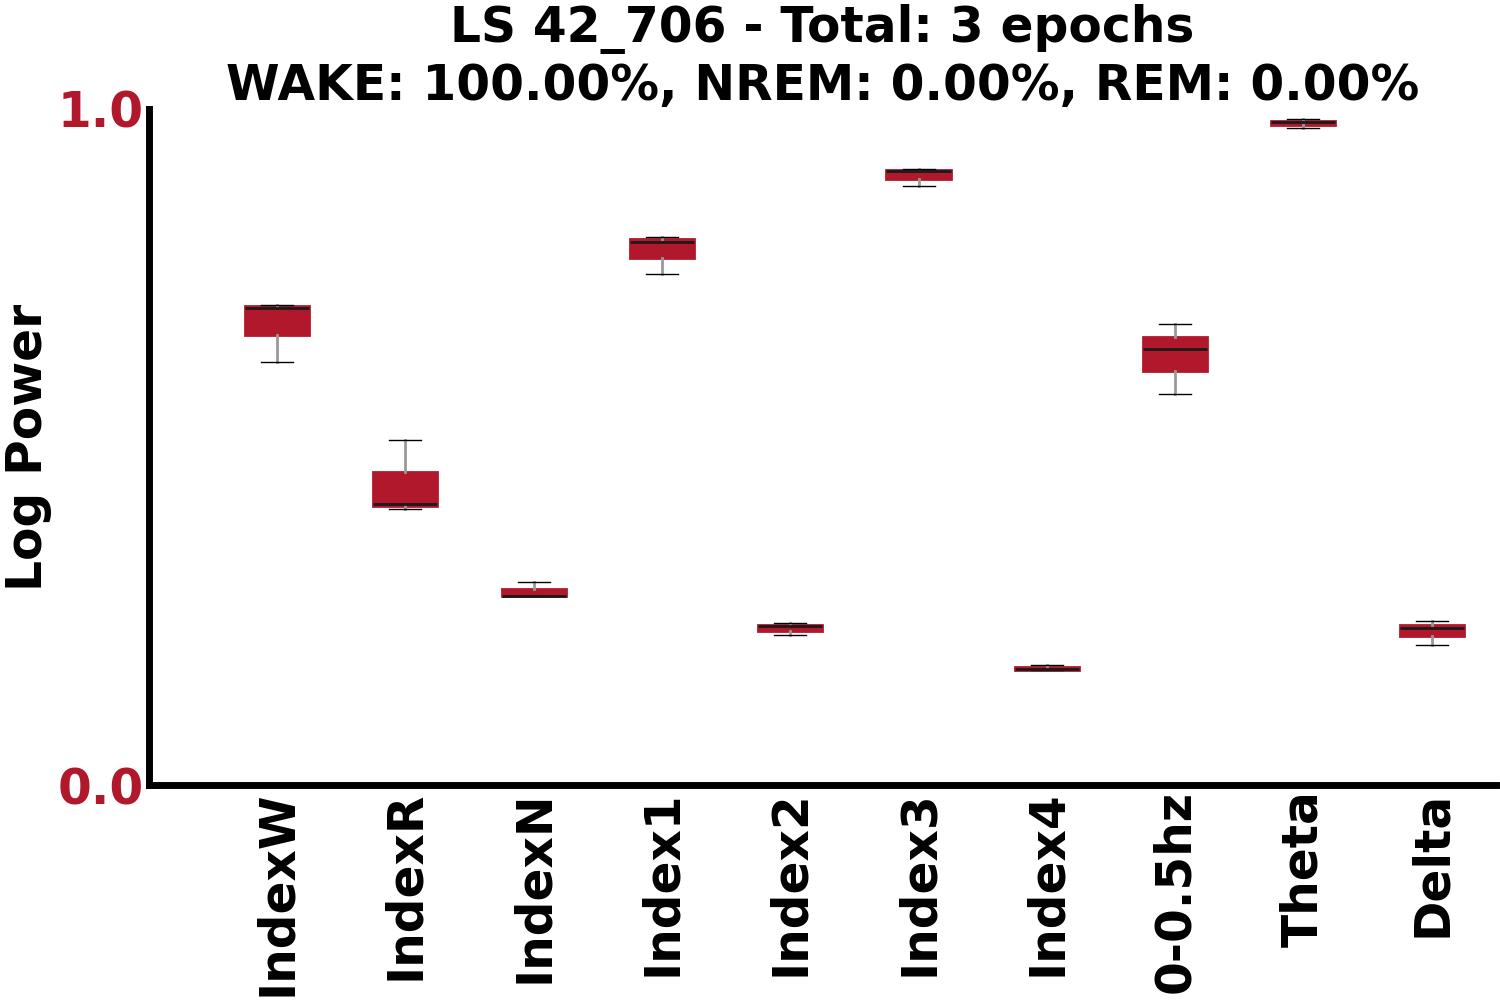 LS 42_706 - Total: 3 epochs
WAKE: 100.00%, NREM: 0.00%, REM: 0.00%
1.0
Log Power
0.0
IndexW
IndexR
IndexN
Index1
Index2
Index3
Index4
0-0.5hz
Theta
Delta